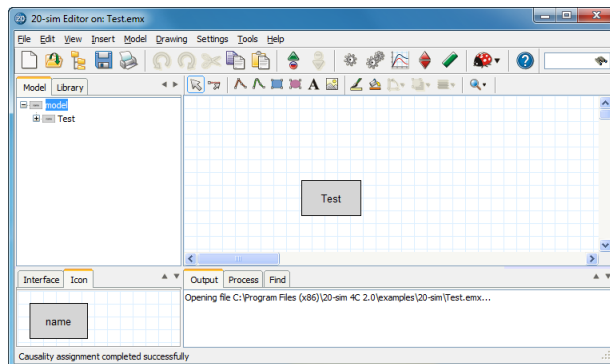 20-sim Editor on: Test.emx
File Edit View Insert Model Drawing Settings Tools Help
Model Library
model
Test
Test
Interface Icon
Output Process Find
name
Opening file C:\Program Files (x86)\20-sim 4C 2.0\examples\20-sim\Test.emx...
Causality assignment completed successfully